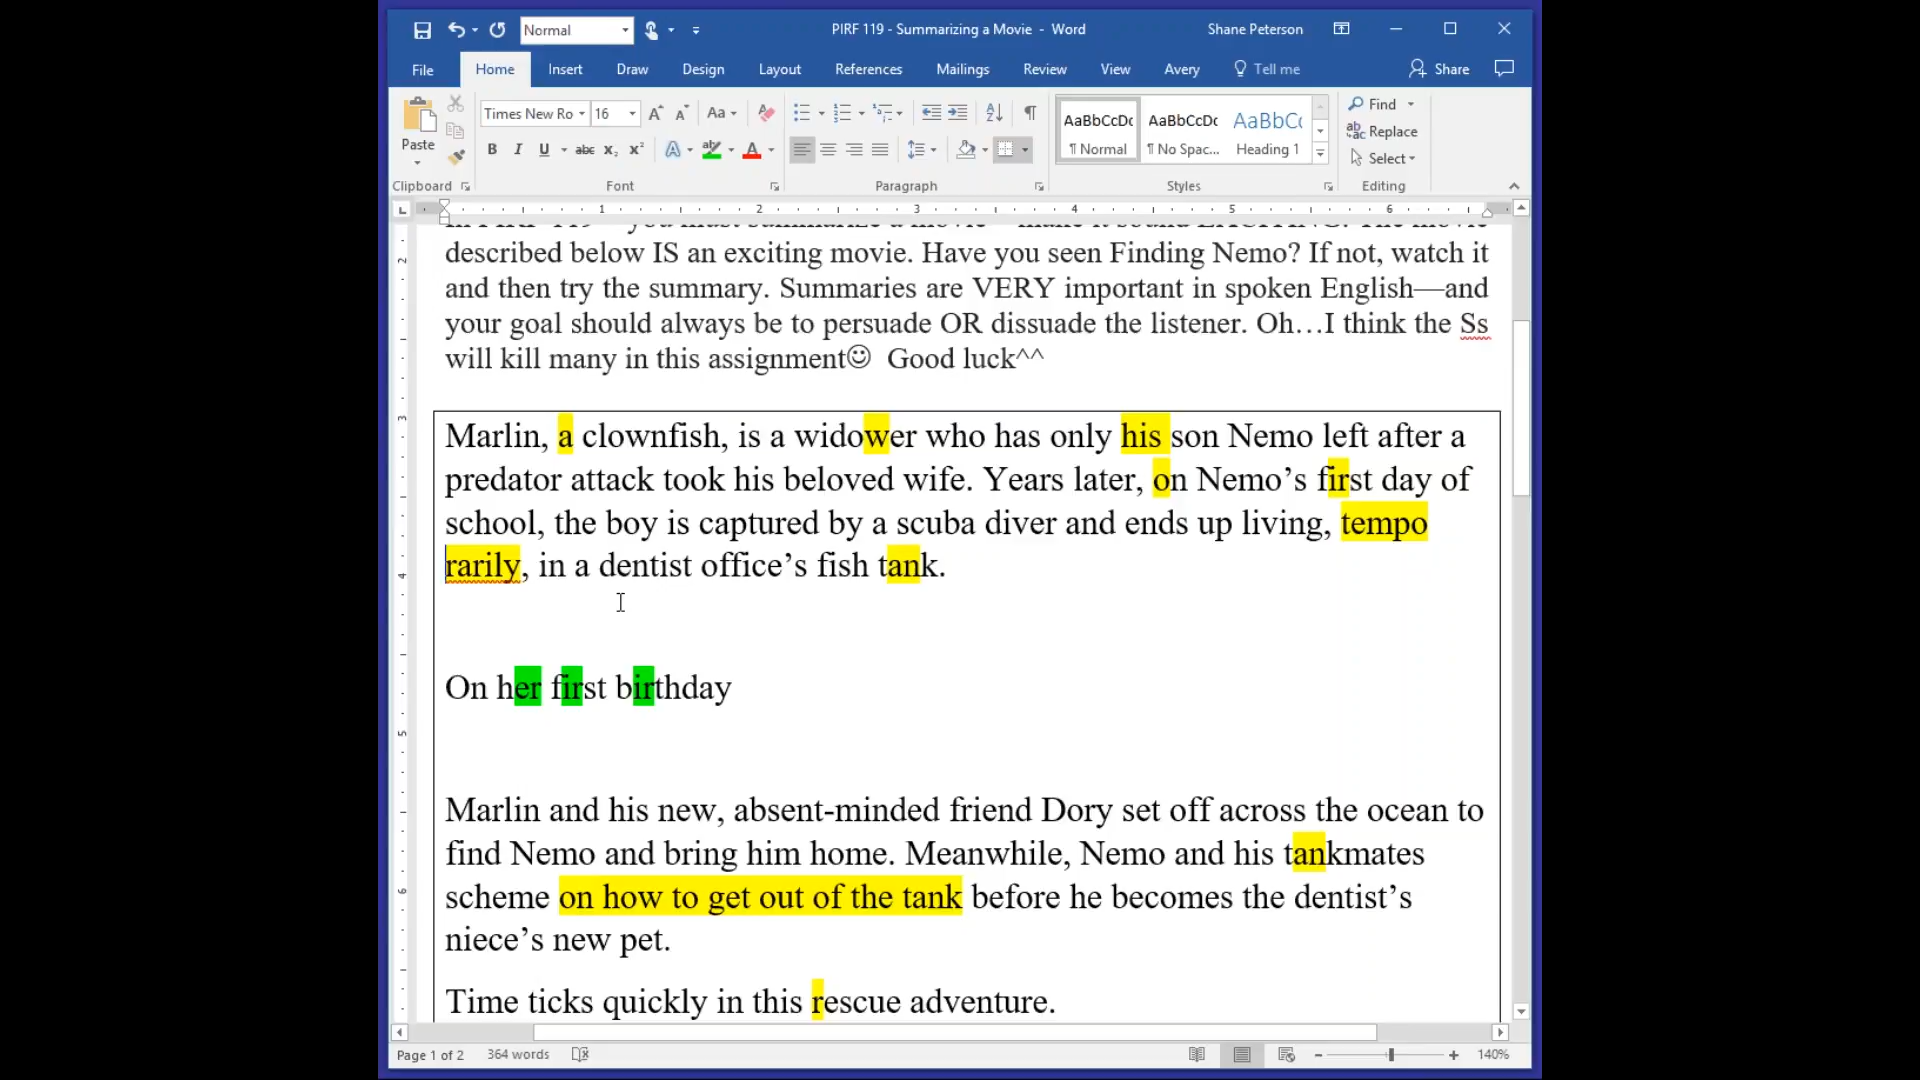 Normal
PIRF 119 - Summarizing a Movie - Word
Shane Peterson
File Home Insert Draw Design Layout References Mailings Review View Avery Tell me Share
Times New Ro 16 Aa
Paste
B I U abc X₂ X² A A
AaBbCcDc AaBbCcDc AaBbC(
¶ Normal ¶ No Spac... Heading 1
Find
Replace
Select
Clipboard Font Paragraph Styles Editing
1 2 3 4 5 6
described below IS an exciting movie. Have you seen Finding Nemo? If not, watch it
and then try the summary. Summaries are VERY important in spoken English—and
your goal should always be to persuade OR dissuade the listener. Oh…I think the Ss
will kill many in this assignment☺ Good luck^^
Marlin, a clownfish, is a widower who has only his son Nemo left after a
predator attack took his beloved wife. Years later, on Nemo’s first day of
school, the boy is captured by a scuba diver and ends up living, tempo
rarily, in a dentist office’s fish tank.
On her first birthday
Marlin and his new, absent-minded friend Dory set off across the ocean to
find Nemo and bring him home. Meanwhile, Nemo and his tankmates
scheme on how to get out of the tank before he becomes the dentist’s
niece’s new pet.
Time ticks quickly in this rescue adventure.
Page 1 of 2 364 words 140%